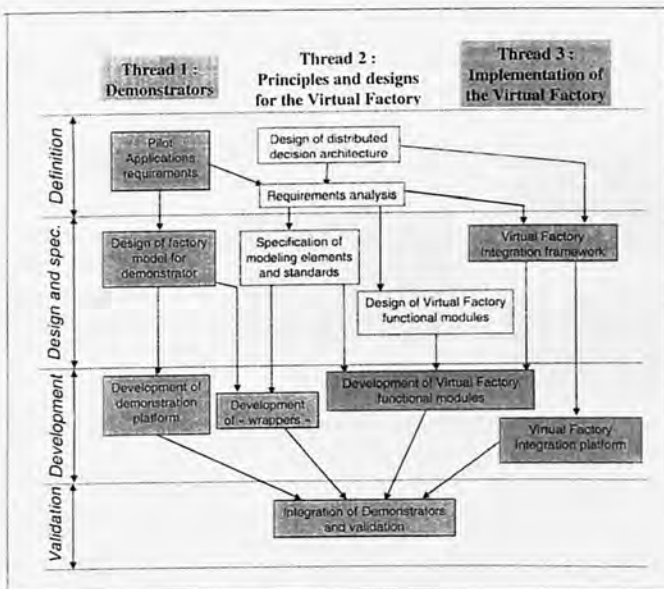 Thread 1 :
Demonstrators
Thread 2 :
Principles and designs
for the Virtual Factory
Thread 3 :
Implementation of
the Virtual Factory
Definition
Pilot
Applications
requirements
Design of distributed
decision architecture
Requirements analysis
Design and spec.
Design of factory
model for
demonstrator
Specification of
modeling elements
and standards
Virtual Factory
Integration framework
Design of Virtual Factory
functional modules
Development
Development of
demonstration
platform
Development
of « wrappers »
Development of Virtual Factory
functional modules
Virtual Factory
Integration platform
Validation
Integration of Demonstrators
and validation